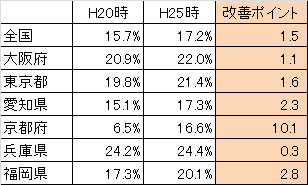 H20時 H25時 改善ポイント
全国 15.7% 17.2% 1.5
大阪府 20.9% 22.0% 1.1
東京都 19.8% 21.4% 1.6
愛知県 15.1% 17.3% 2.3
京都府 6.5% 16.6% 10.1
兵庫県 24.2% 24.4% 0.3
福岡県 17.3% 20.1% 2.8